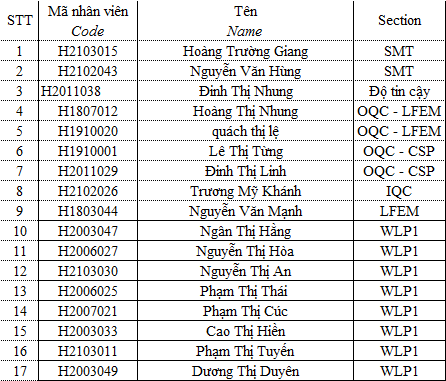 STT Mã nhân viên Code Tên Name Section
1 H2103015 Hoàng Trường Giang SMT
2 H2102043 Nguyễn Văn Hùng SMT
3 H2011038 Đinh Thị Nhung Độ tin cậy
4 H1807012 Hoàng Thị Nhung OQC - LFEM
5 H1910020 quách thị lệ OQC - LFEM
6 H1910001 Lê Thị Từng OQC - CSP
7 H2011029 Đinh Thị Linh OQC - CSP
8 H2102026 Trương Mỹ Khánh IQC
9 H1803044 Nguyễn Văn Mạnh LFEM
10 H2003047 Ngân Thị Hằng WLP1
11 H2006027 Nguyễn Thị Hòa WLP1
12 H2103030 Nguyễn Thị An WLP1
13 H2006025 Phạm Thị Thái WLP1
14 H2007021 Phạm Thị Cúc WLP1
15 H2003033 Cao Thị Hiền WLP1
16 H2103011 Phạm Thị Tuyến WLP1
17 H2003049 Dương Thị Duyên WLP1